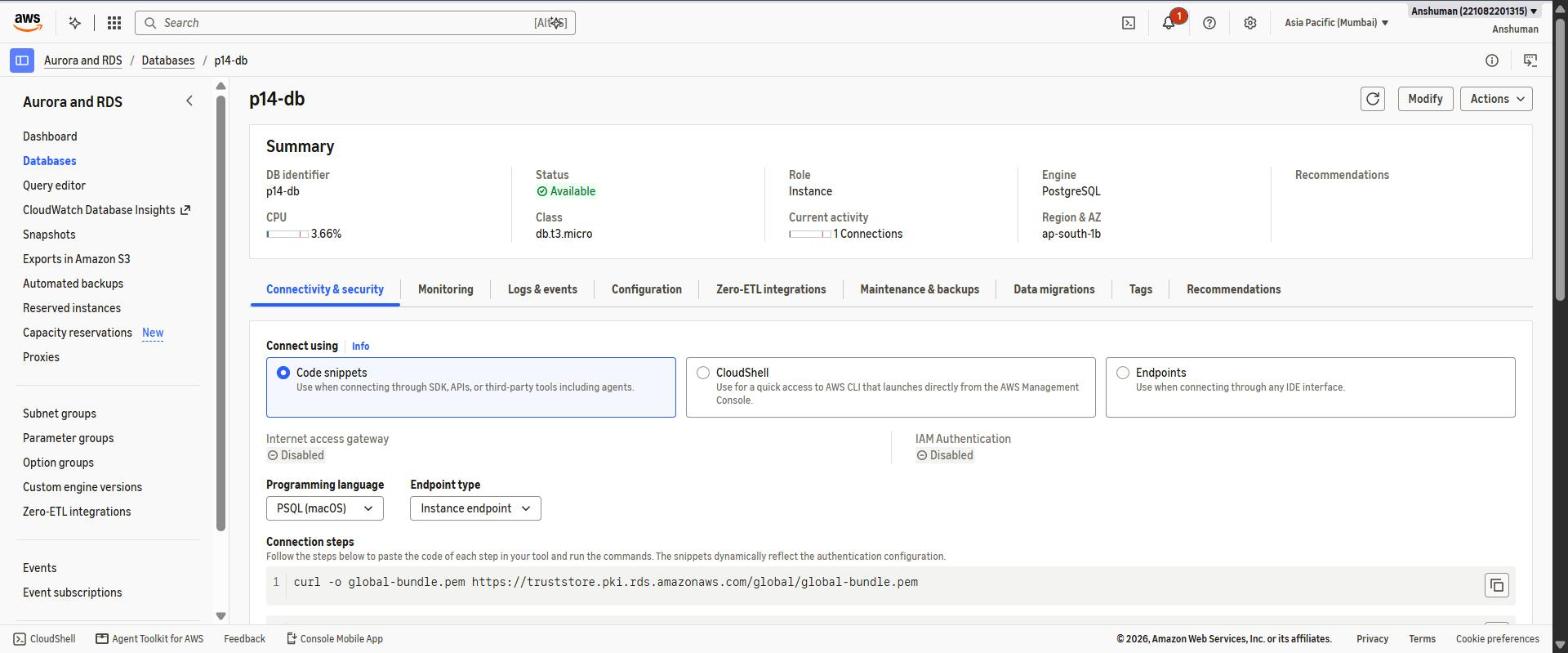 aws
Search
[Alt+S]
1
Asia Pacific (Mumbai) ▼
Anshuman (221082201315) ▼
Anshuman
Aurora and RDS / Databases / p14-db
Aurora and RDS
Dashboard
Databases
Query editor
CloudWatch Database Insights
Snapshots
Exports in Amazon S3
Automated backups
Reserved instances
Capacity reservations New
Proxies
Subnet groups
Parameter groups
Option groups
Custom engine versions
Zero-ETL integrations
Events
Event subscriptions
p14-db
Modify
Actions
Summary
DB identifier
p14-db
Status
Available
Role
Instance
Engine
PostgreSQL
Recommendations
CPU
3.66%
Class
db.t3.micro
Current activity
1 Connections
Region & AZ
ap-south-1b
Connectivity & security
Monitoring
Logs & events
Configuration
Zero-ETL integrations
Maintenance & backups
Data migrations
Tags
Recommendations
Connect using Info
Code snippets
Use when connecting through SDK, APIs, or third-party tools including agents.
CloudShell
Use for a quick access to AWS CLI that launches directly from the AWS Management
Console.
Endpoints
Use when connecting through any IDE interface.
Internet access gateway
Disabled
IAM Authentication
Disabled
Programming language
PSQL (macOS)
Endpoint type
Instance endpoint
Connection steps
Follow the steps below to paste the code of each step in your tool and run the commands. The snippets dynamically reflect the authentication configuration.
1 curl -o global-bundle.pem https://truststore.pki.rds.amazonaws.com/global/global-bundle.pem
CloudShell
Agent Toolkit for AWS
Feedback
Console Mobile App
© 2026, Amazon Web Services, Inc. or its affiliates.
Privacy
Terms
Cookie preferences